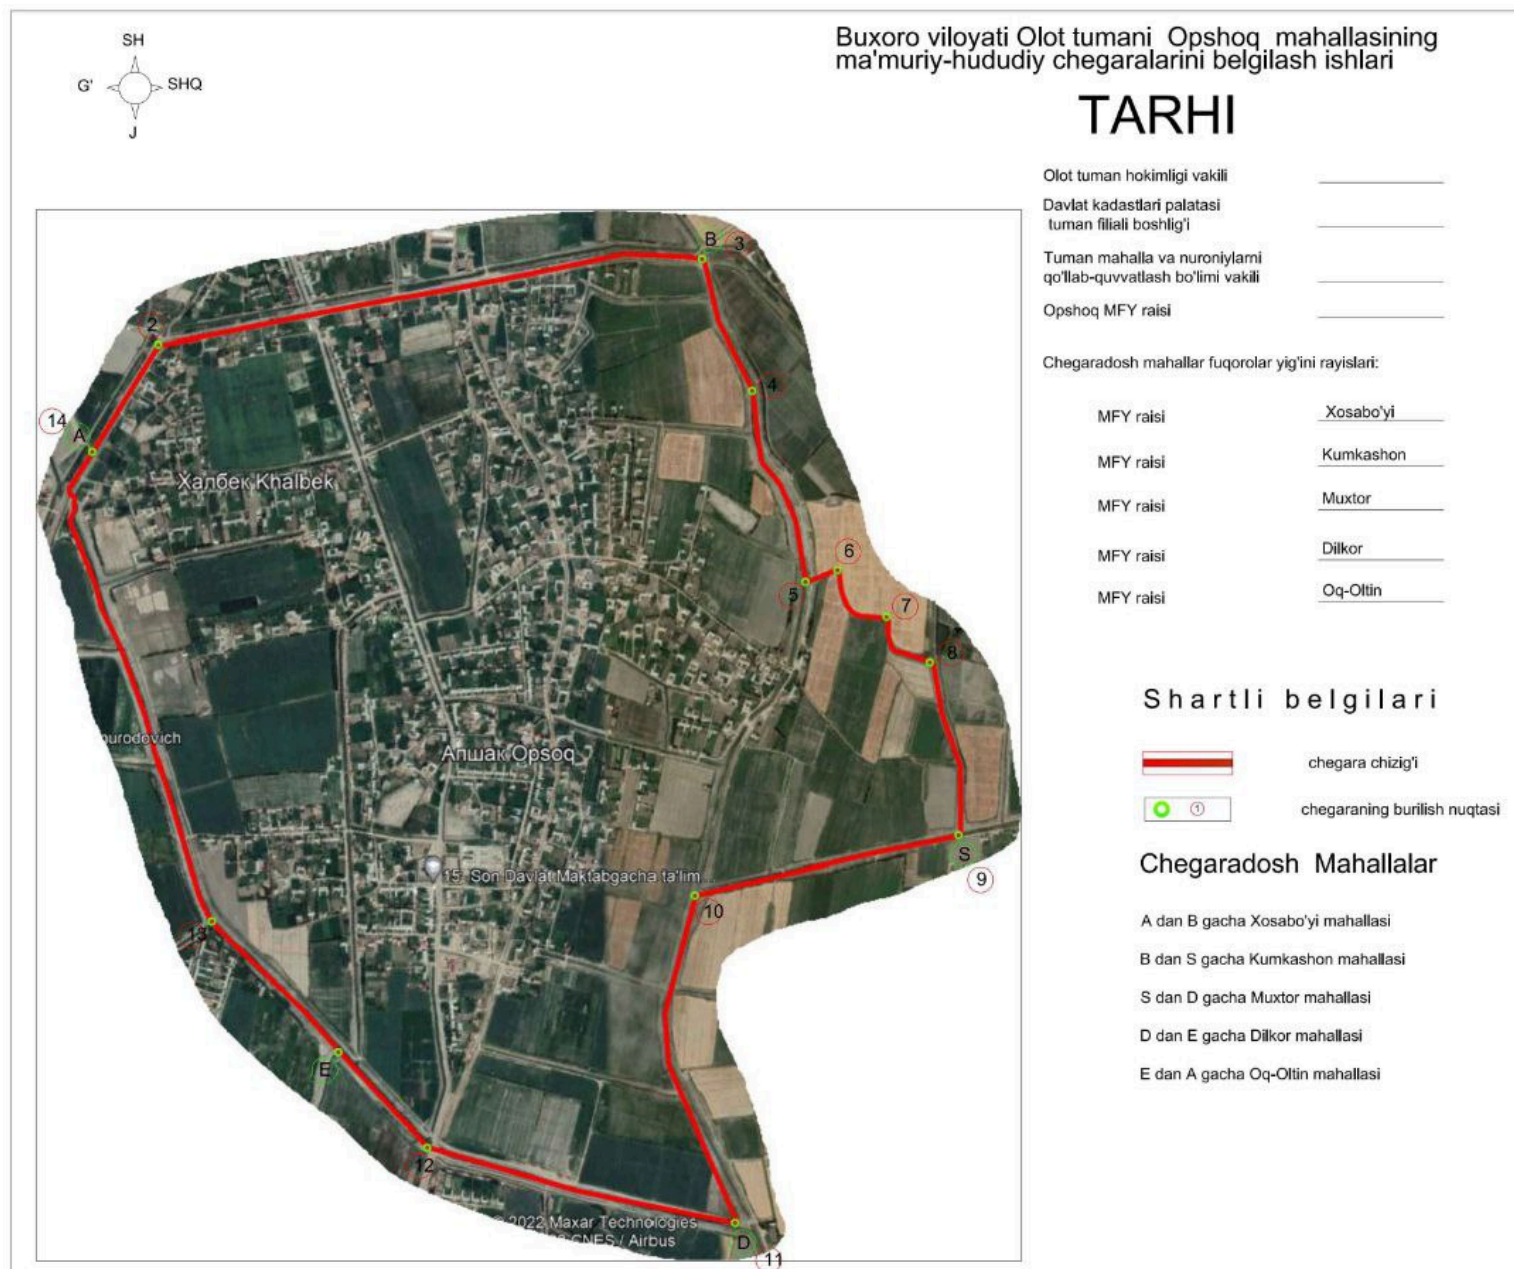 SH
G'
SHQ
J
Buxoro viloyati Olot tumani Opshoq mahallasining
ma'muriy-hududiy chegaralarini belgilash ishlari
TARHI
Olot tuman hokimligi vakili
Davlat kadastlari palatasi
tuman filiali boshlig'i
Tuman mahalla va nuroniylarni
qo'llab-quvvatlash bo'limi vakili
Opshoq MFY raisi
Chegaradosh mahallar fuqorolar yig'ini rayislari:
MFY raisi Xosabo'yi
MFY raisi Kumkashon
MFY raisi Muxtor
MFY raisi Dilkor
MFY raisi Oq-Oltin
Shartli belgilari
chegara chizig'i
1 chegaraning burilish nuqtasi
Chegaradosh Mahallalar
A dan B gacha Xosabo'yi mahallasi
B dan S gacha Kumkashon mahallasi
S dan D gacha Muxtor mahallasi
D dan E gacha Dilkor mahallasi
E dan A gacha Oq-Oltin mahallasi
B
3
2
4
14
A
Халбек Khalbek
6
5
7
8
ourodovich
Апшак Opsoq
S
15. Son Davlat Maktabgacha ta'lim...
9
10
13
E
12
© 2022 Maxar Technologies
CNES / Airbus
D
11